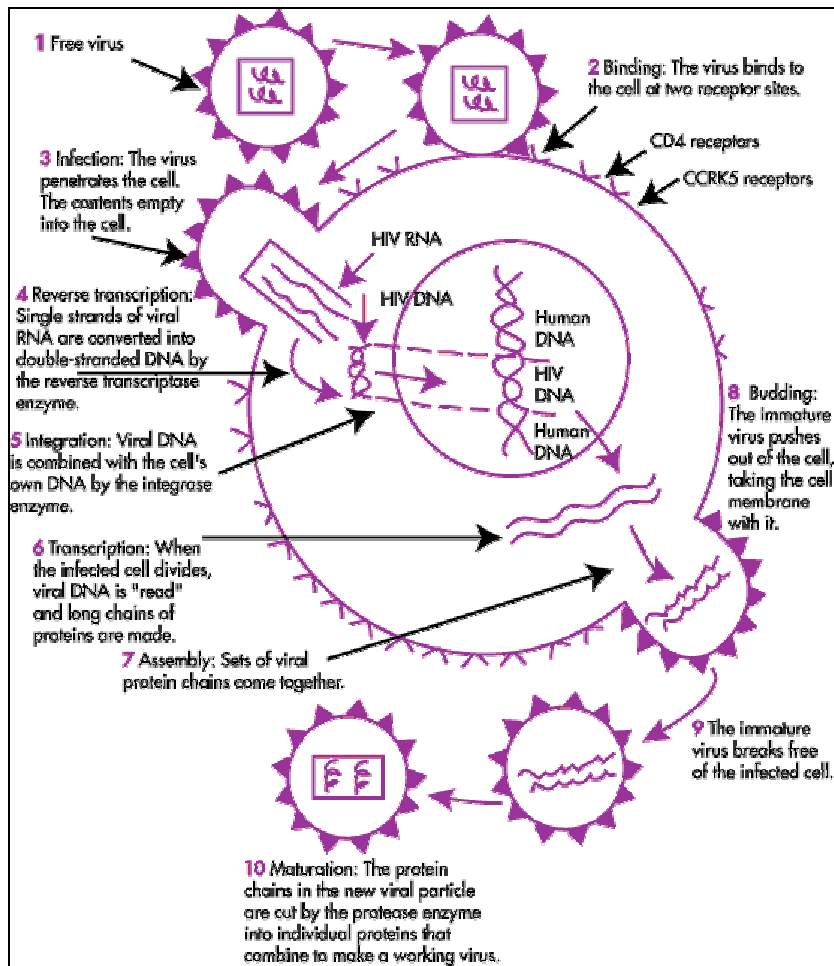 1 Free virus
2 Binding: The virus binds to
the cell at two receptor sites.
CD4 receptors
CCRK5 receptors
3 Infection: The virus
penetrates the cell.
The contents empty
into the cell.
HIV RNA
HIV DNA
Human
DNA
HIV
DNA
Human
DNA
4 Reverse transcription:
Single strands of viral
RNA are converted into
double-stranded DNA by
the reverse transcriptase
enzyme.
5 Integration: Viral DNA
is combined with the cell's
own DNA by the integrase
enzyme.
6 Transcription: When
the infected cell divides,
viral DNA is "read"
and long chains of
proteins are made.
7 Assembly: Sets of viral
protein chains come together.
8 Budding:
The immature
virus pushes
out of the cell,
taking the cell
membrane
with it.
9 The immature
virus breaks free
of the infected cell.
10 Maturation: The protein
chains in the new viral particle
are cut by the protease enzyme
into individual proteins that
combine to make a working virus.